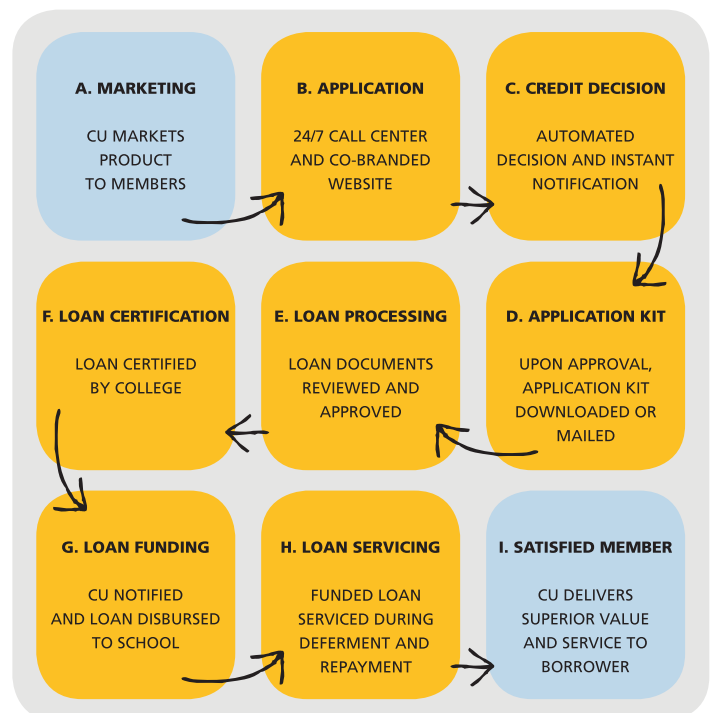 A. MARKETING
CU MARKETS
PRODUCT
TO MEMBERS
B. APPLICATION
24/7 CALL CENTER
AND CO-BRANDED
WEBSITE
C. CREDIT DECISION
AUTOMATED
DECISION AND INSTANT
NOTIFICATION
D. APPLICATION KIT
UPON APPROVAL,
APPLICATION KIT
DOWNLOADED OR
MAILED
E. LOAN PROCESSING
LOAN DOCUMENTS
REVIEWED AND
APPROVED
F. LOAN CERTIFICATION
LOAN CERTIFIED
BY COLLEGE
G. LOAN FUNDING
CU NOTIFIED
AND LOAN DISBURSED
TO SCHOOL
H. LOAN SERVICING
FUNDED LOAN
SERVICED DURING
DEFERMENT AND
REPAYMENT
I. SATISFIED MEMBER
CU DELIVERS
SUPERIOR VALUE
AND SERVICE TO
BORROWER